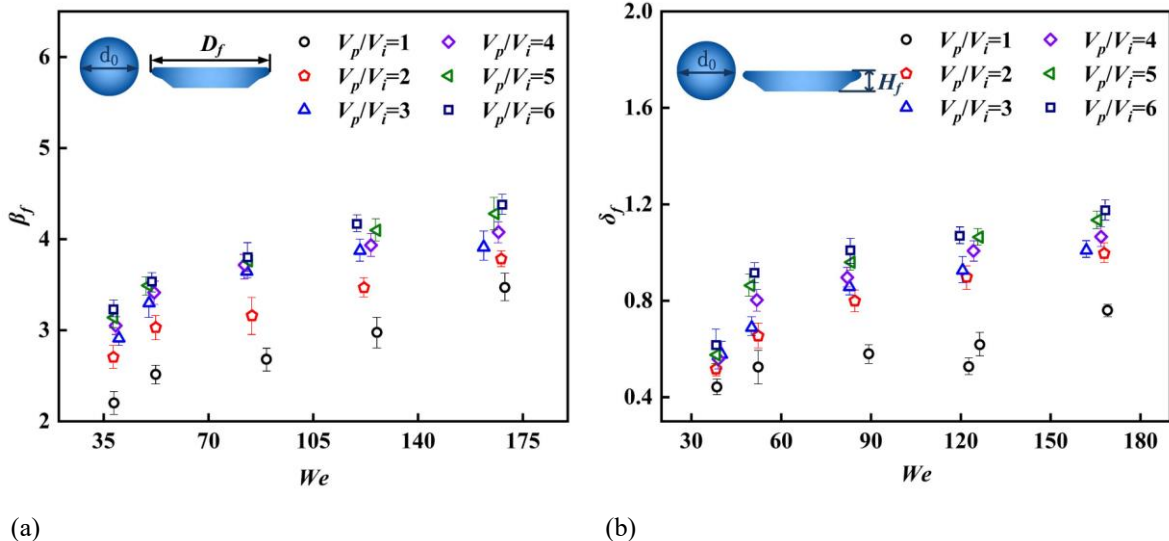 6
5
4
3
2
β_f
35 70 105 140 175
We
d₀
D_f
V_p/V_i=1 V_p/V_i=4
V_p/V_i=2 V_p/V_i=5
V_p/V_i=3 V_p/V_i=6
(a)
2.0
1.6
1.2
0.8
0.4
δ_f
30 60 90 120 150 180
We
d₀
H_f
V_p/V_i=1 V_p/V_i=4
V_p/V_i=2 V_p/V_i=5
V_p/V_i=3 V_p/V_i=6
(b)